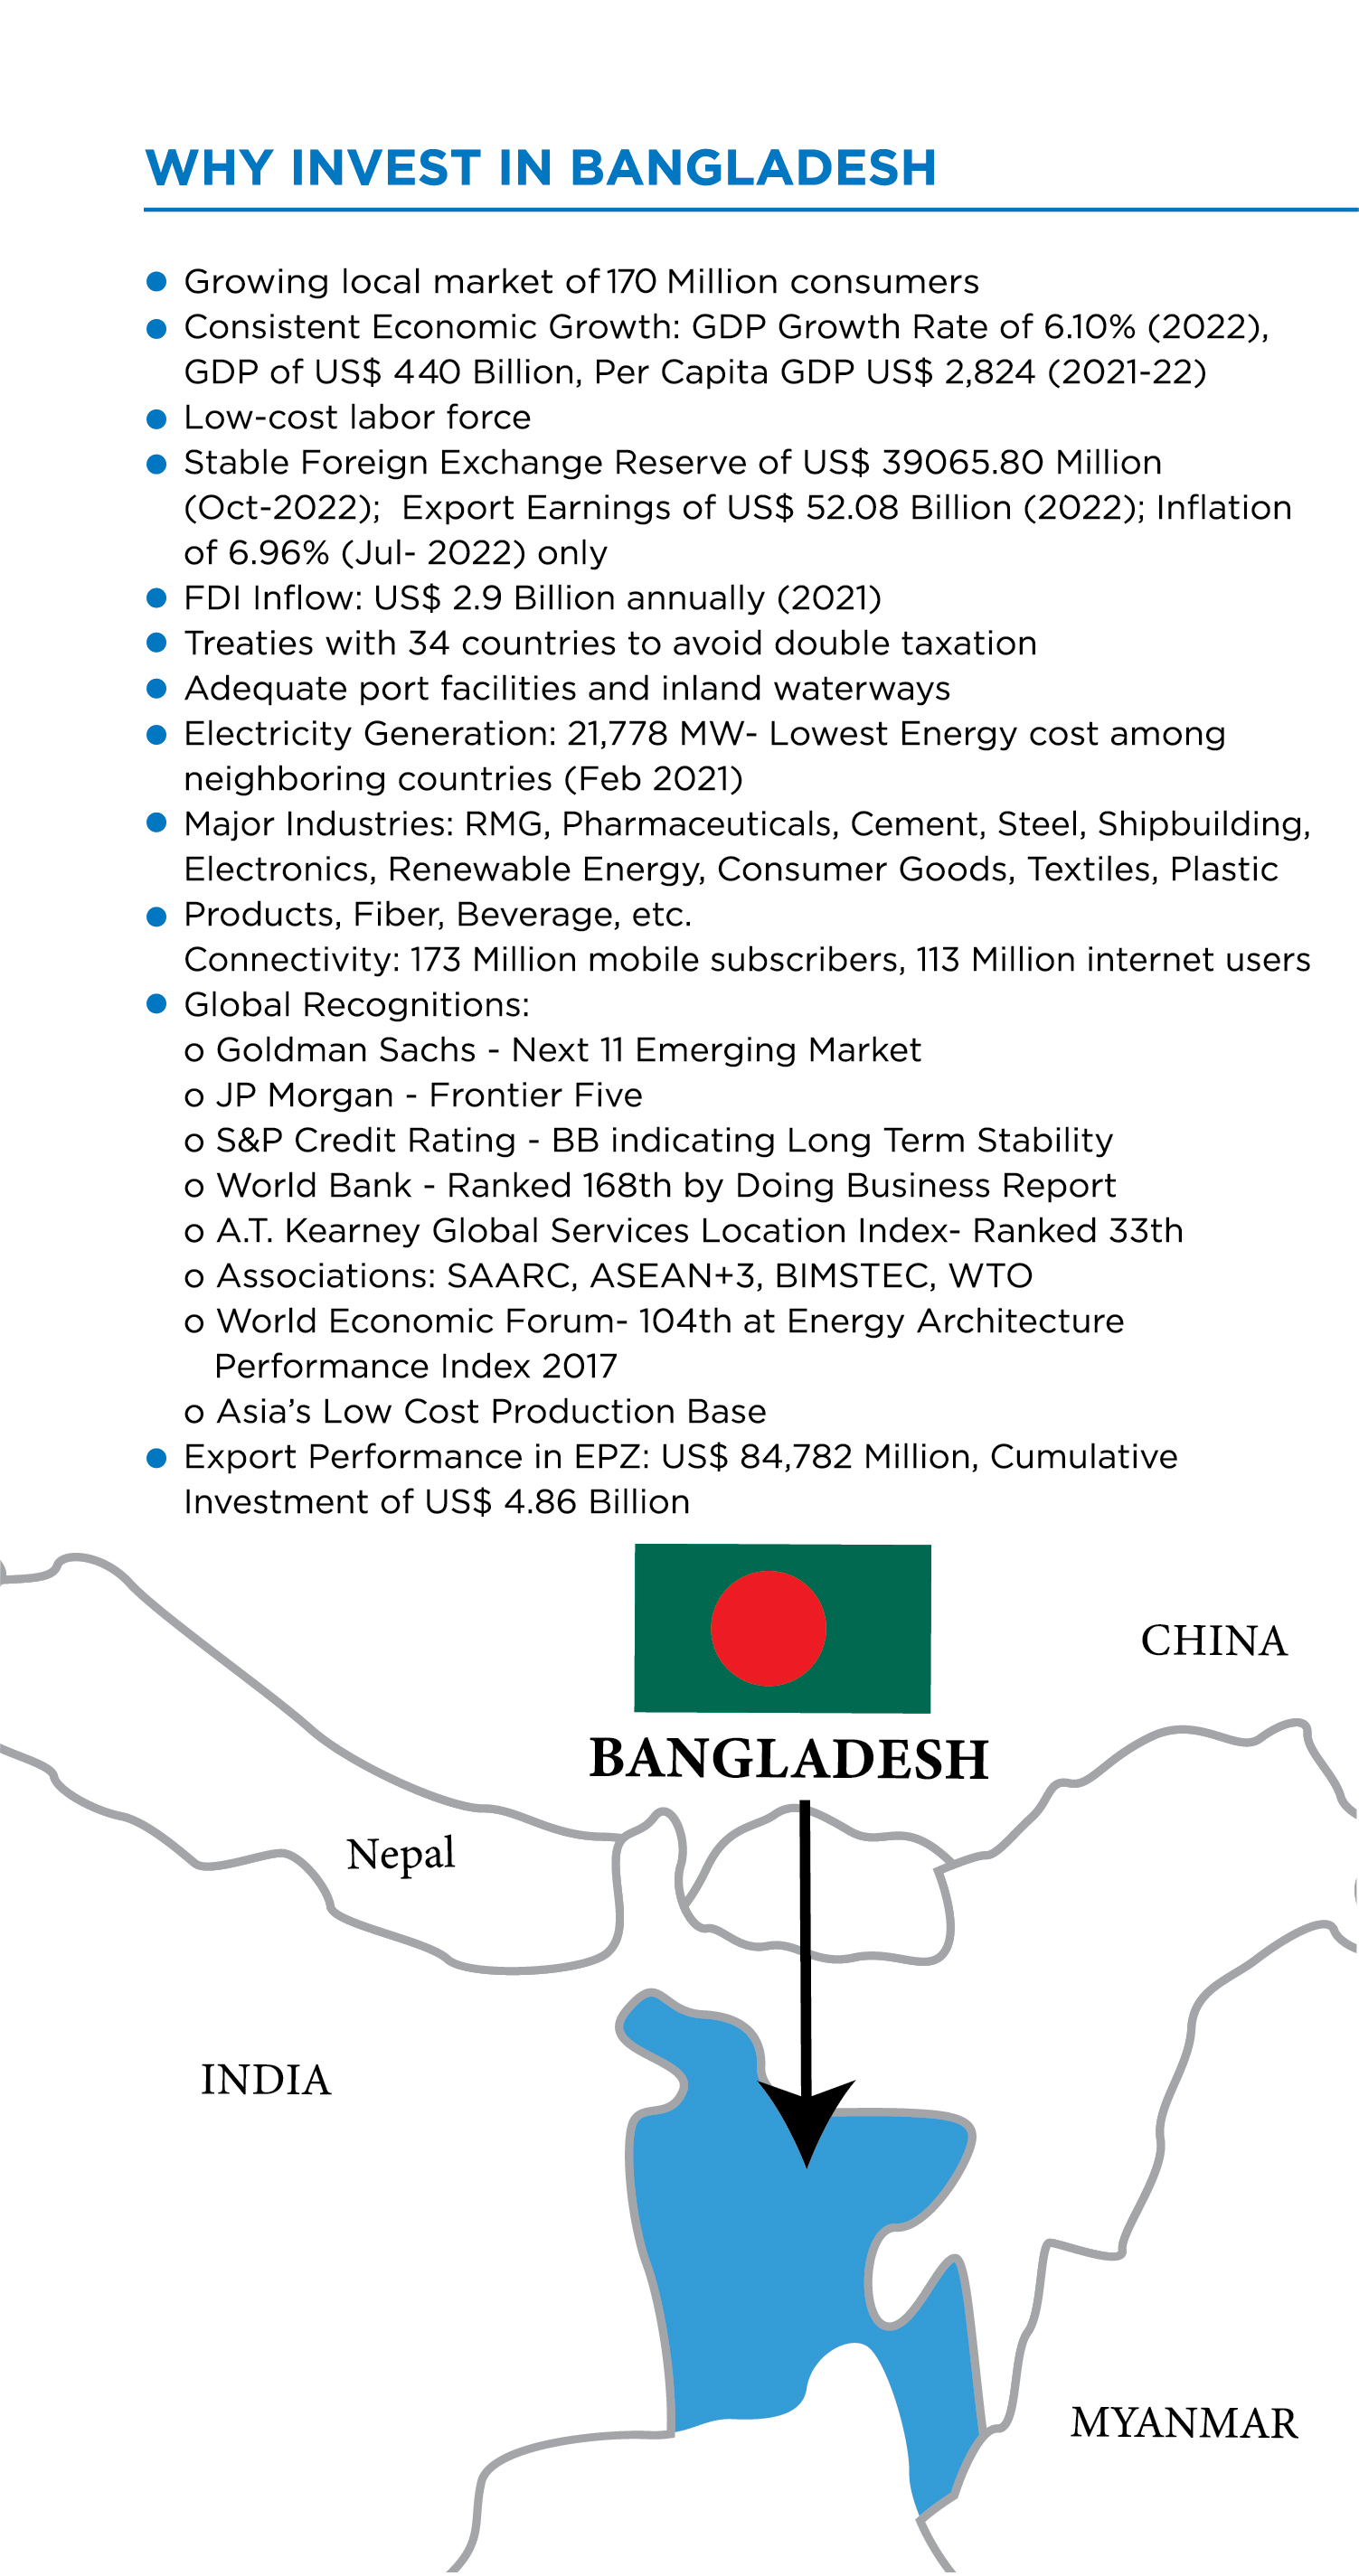 WHY INVEST IN BANGLADESH
● Growing local market of 170 Million consumers
● Consistent Economic Growth: GDP Growth Rate of 6.10% (2022),
GDP of US$ 440 Billion, Per Capita GDP US$ 2,824 (2021-22)
● Low-cost labor force
● Stable Foreign Exchange Reserve of US$ 39065.80 Million
(Oct-2022); Export Earnings of US$ 52.08 Billion (2022); Inflation
of 6.96% (Jul- 2022) only
● FDI Inflow: US$ 2.9 Billion annually (2021)
● Treaties with 34 countries to avoid double taxation
● Adequate port facilities and inland waterways
● Electricity Generation: 21,778 MW- Lowest Energy cost among
neighboring countries (Feb 2021)
● Major Industries: RMG, Pharmaceuticals, Cement, Steel, Shipbuilding,
Electronics, Renewable Energy, Consumer Goods, Textiles, Plastic
● Products, Fiber, Beverage, etc.
Connectivity: 173 Million mobile subscribers, 113 Million internet users
● Global Recognitions:
o Goldman Sachs - Next 11 Emerging Market
o JP Morgan - Frontier Five
o S&P Credit Rating - BB indicating Long Term Stability
o World Bank - Ranked 168th by Doing Business Report
o A.T. Kearney Global Services Location Index- Ranked 33th
o Associations: SAARC, ASEAN+3, BIMSTEC, WTO
o World Economic Forum- 104th at Energy Architecture
Performance Index 2017
o Asia's Low Cost Production Base
● Export Performance in EPZ: US$ 84,782 Million, Cumulative
Investment of US$ 4.86 Billion
CHINA
BANGLADESH
Nepal
INDIA
MYANMAR